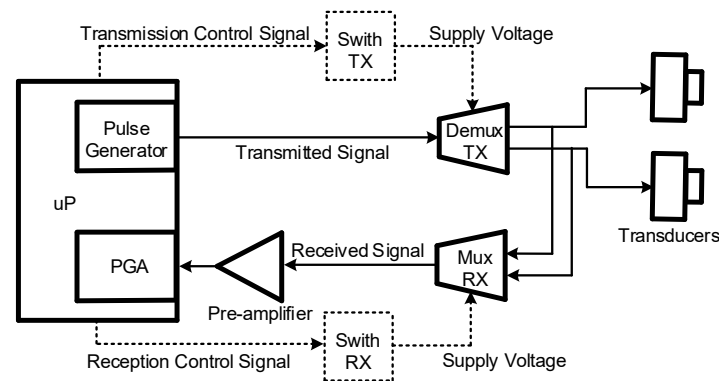 Transmission Control Signal
Swith
TX
Supply Voltage
Pulse
Generator
Transmitted Signal
Demux
TX
uP
Transducers
PGA
Received Signal
Mux
RX
Pre-amplifier
Reception Control Signal
Swith
RX
Supply Voltage